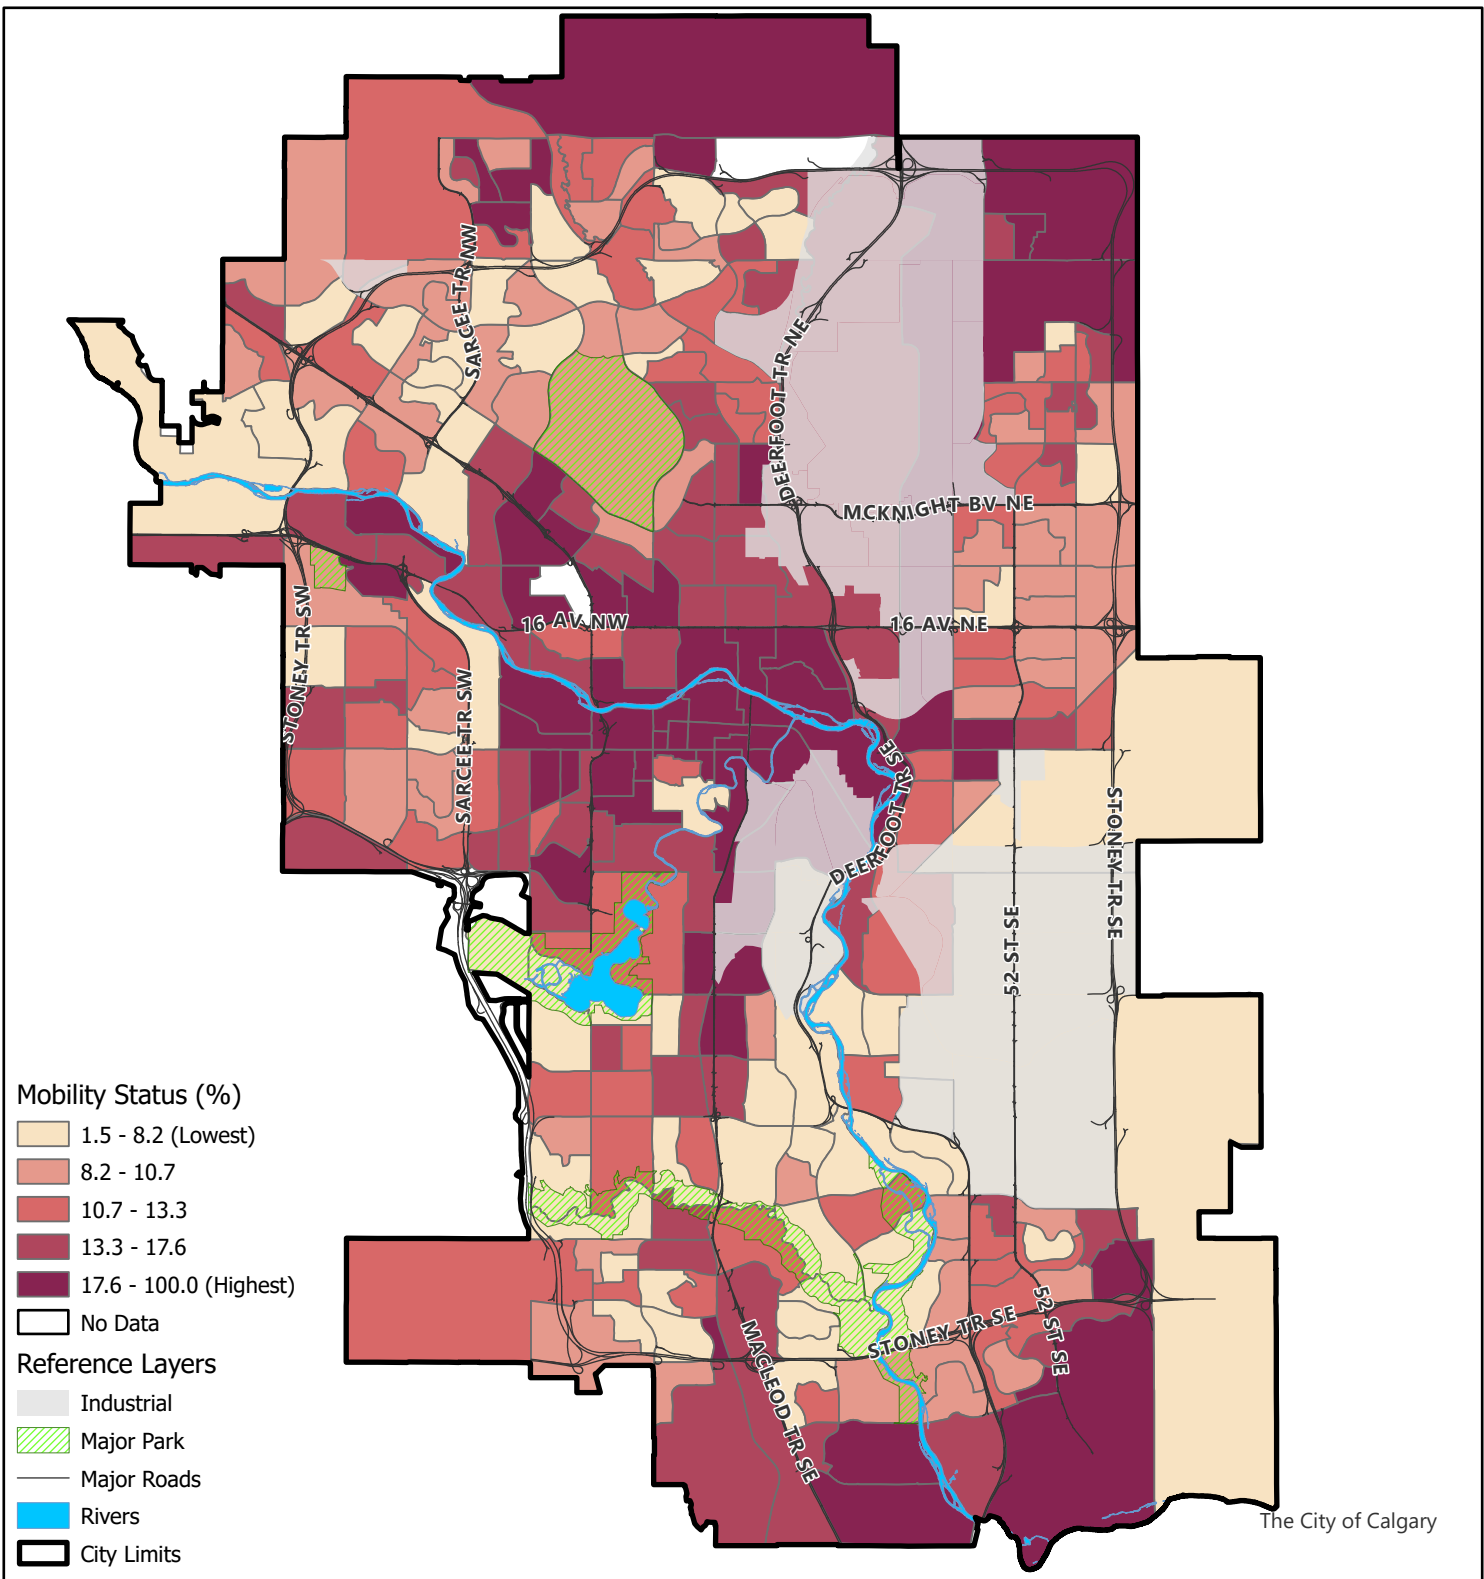 SARCEE TR NW
DEERFOOT TR NE
MCKNIGHT BV NE
STONEY TR SW
16 AV NW
16 AV NE
SARCEE TR SW
DEERFOOT TR SE
STONEY TR SE
52 ST SE
STONEY TR SE
52 ST SE
MACLEOD TR SE
Mobility Status (%)
1.5 - 8.2 (Lowest)
8.2 - 10.7
10.7 - 13.3
13.3 - 17.6
17.6 - 100.0 (Highest)
No Data
Reference Layers
Industrial
Major Park
Major Roads
Rivers
City Limits
The City of Calgary